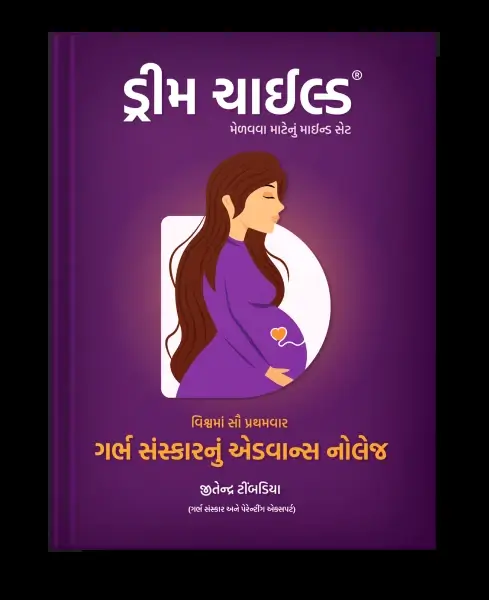 ડ્રીમ ચાઈલ્ડ®
મેળવવા માટેનું માઈન્ડ સેટ
વિશ્વમાં સૌ પ્રથમવાર
ગર્ભ સંસ્કારનું એડવાન્સ નોલેજ
જીતેન્દ્ર ટીંબડિયા
(ગર્ભ સંસ્કાર અને પેરેન્ટીંગ એક્સપર્ટ)